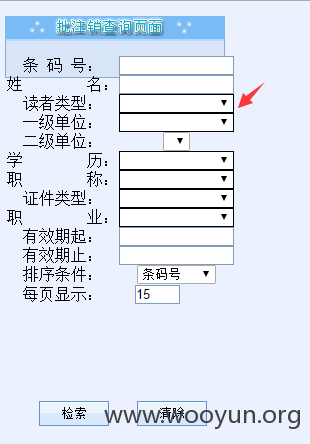 批注销查询页面
条 码 号:
姓 名:
读者类型:
一级单位:
二级单位:
学 历:
职 称:
证件类型:
职 业:
有效期起:
有效期止:
排序条件: 条码号
每页显示: 15
检索 清除
www.wooyun.org